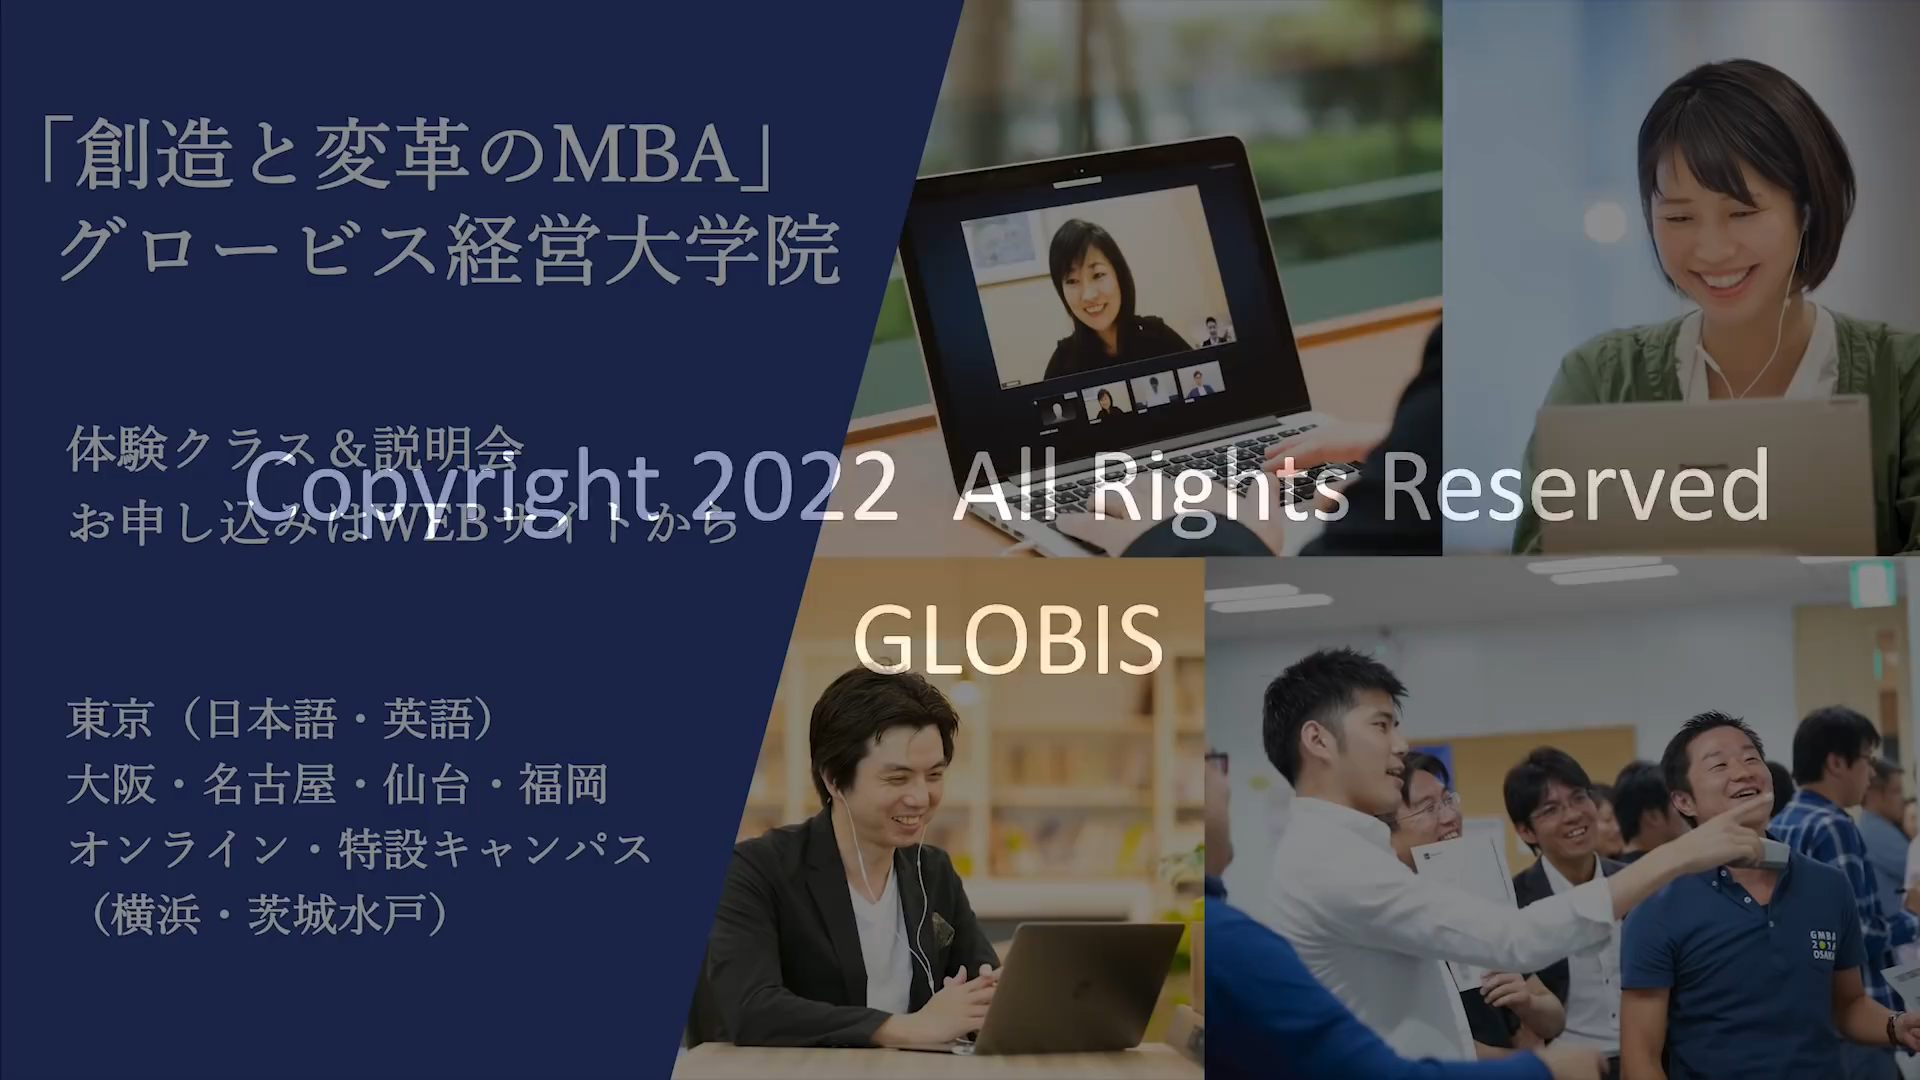 「創造と変革のMBA」
グロービス経営大学院
体験クラス＆説明会
お申し込みはWEBサイトから
Copyright 2022 All Rights Reserved
GLOBIS
東京（日本語・英語）
大阪・名古屋・仙台・福岡
オンライン・特設キャンパス
（横浜・茨城水戸）
GMBA
OSAKA